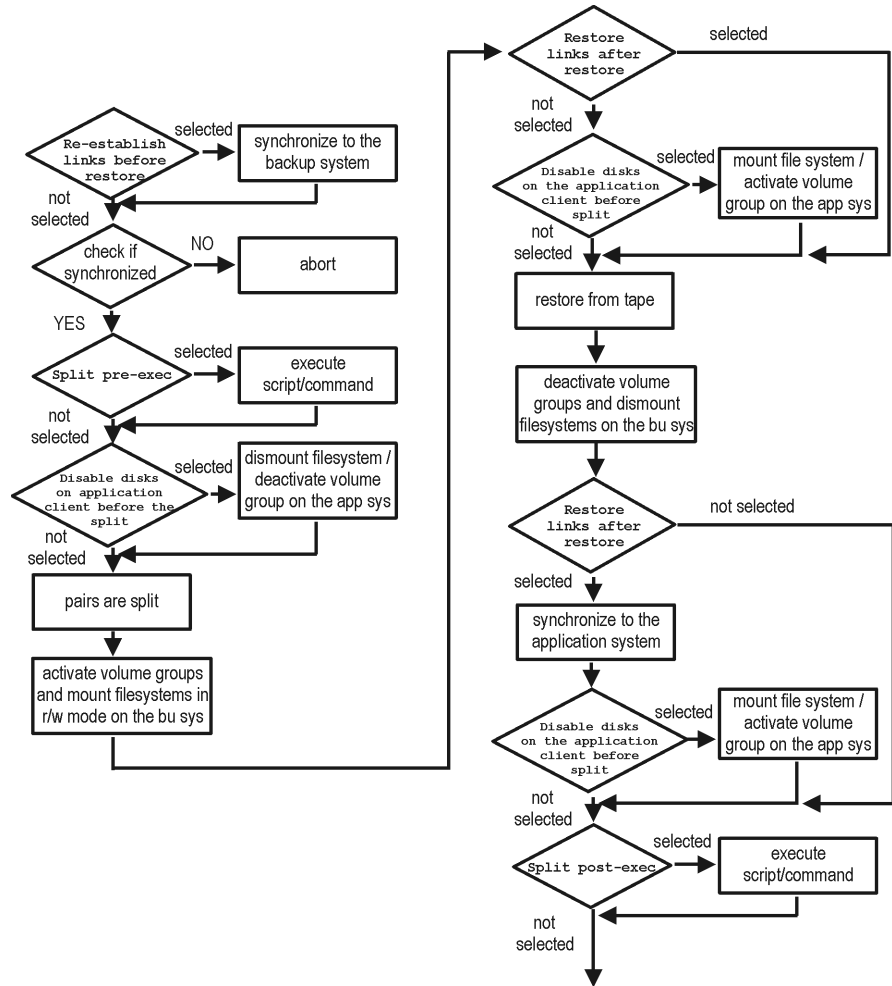 Re-establish
links before
restore
selected
synchronize to the
backup system
not
selected
check if
synchronized
NO
abort
YES
Split pre-exec
selected
execute
script/command
not
selected
Disable disks
on application
client before the
split
selected
dismount filesystem /
deactivate volume
group on the app sys
not
selected
pairs are split
activate volume groups
and mount filesystems in
r/w mode on the bu sys
Restore
links after
restore
selected
not
selected
Disable disks
on the application
client before
split
selected
mount file system /
activate volume
group on the app sys
not
selected
restore from tape
deactivate volume
groups and dismount
filesystems on the bu sys
Restore
links after
restore
not selected
selected
synchronize to the
application system
Disable disks
on the application
client before
split
selected
mount file system /
activate volume
group on the app sys
not
selected
Split post-exec
selected
execute
script/command
not
selected